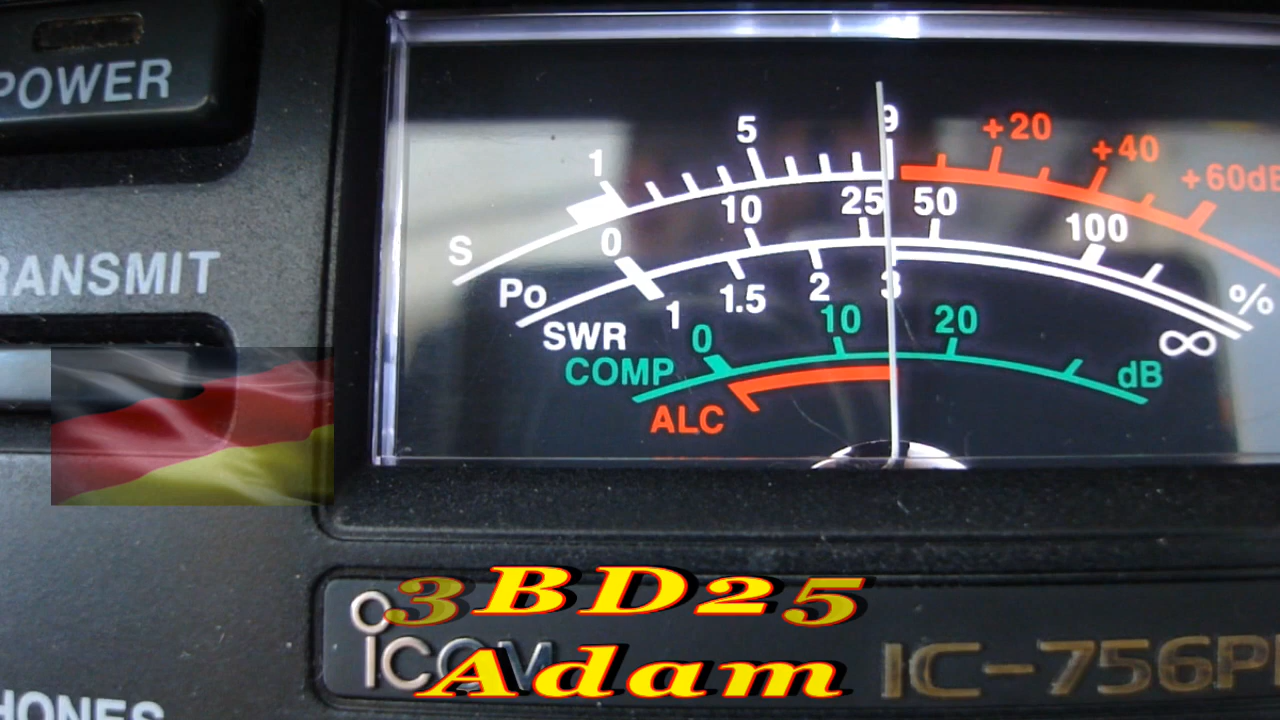 POWER
1 5 9 +20 +40 +60dB
S
0 10 25 50 100 %
Po
SWR 1 1.5 2 3 ∞
COMP 0 10 20 dB
ALC
RANSMIT
3BD25
Adam
ICOM
IC-756P
HONES